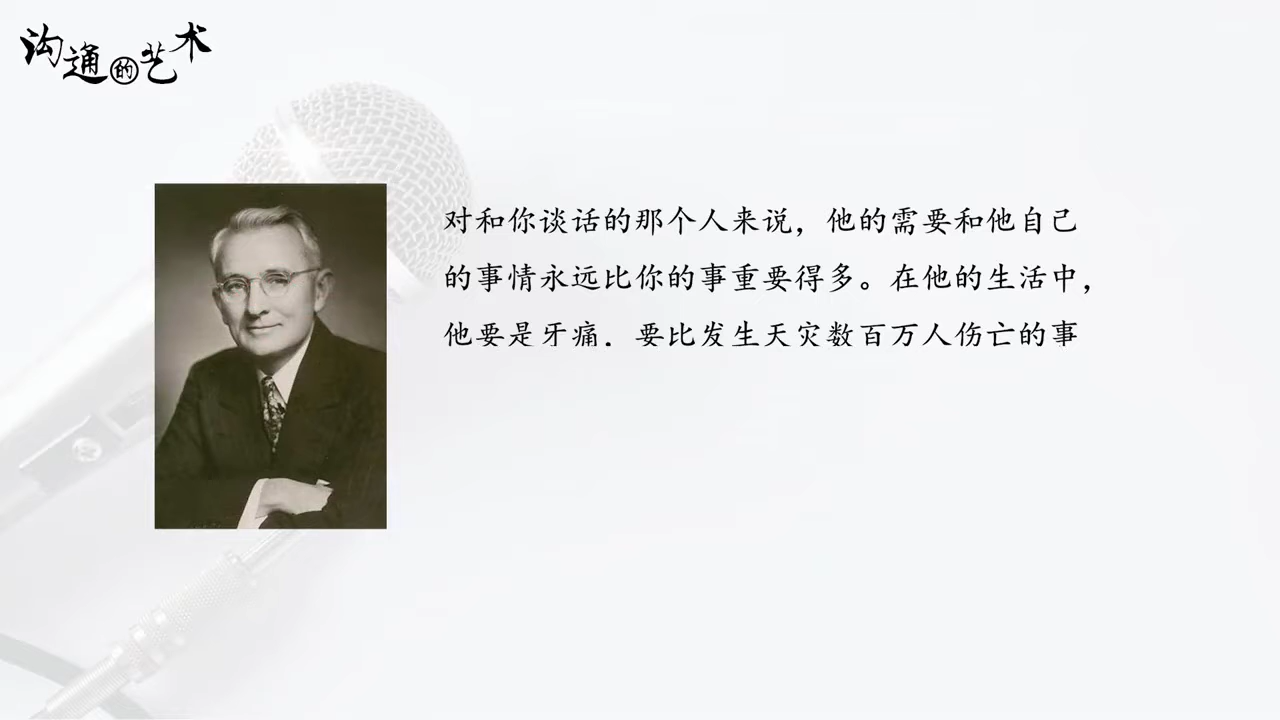 沟通的艺术
对和你谈话的那个人来说，他的需要和他自己
的事情永远比你的事重要得多。在他的生活中，
他要是牙痛，要比发生天灾数百万人伤亡的事